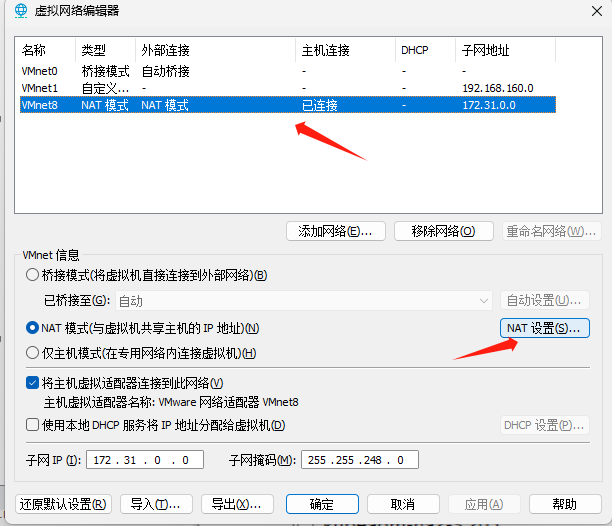 虚拟网络编辑器
名称 类型 外部连接 主机连接 DHCP 子网地址
VMnet0 桥接模式 自动桥接 - - -
VMnet1 自定义... - - - 192.168.160.0
VMnet8 NAT 模式 NAT 模式 已连接 - 172.31.0.0
添加网络(E)... 移除网络(O) 重命名网络(W)...
VMnet 信息
桥接模式(将虚拟机直接连接到外部网络)(B)
已桥接至(G): 自动 自动设置(U)...
NAT 模式(与虚拟机共享主机的 IP 地址)(N) NAT 设置(S)...
仅主机模式(在专用网络内连接虚拟机)(H)
将主机虚拟适配器连接到此网络(V)
主机虚拟适配器名称: VMware 网络适配器 VMnet8
使用本地 DHCP 服务将 IP 地址分配给虚拟机(D) DHCP 设置(P)...
子网 IP (I): 172 . 31 . 0 . 0 子网掩码(M): 255 .255 .248 . 0
还原默认设置(R) 导入(T)... 导出(X)... 确定 取消 应用(A) 帮助